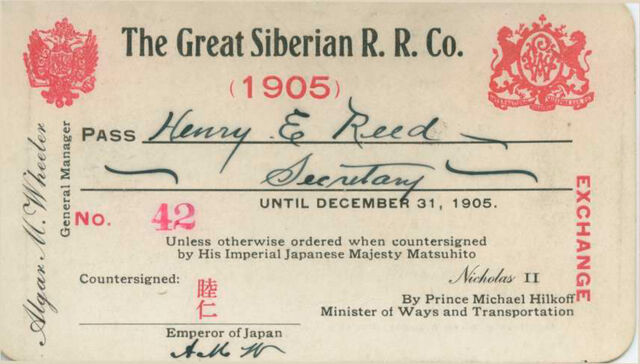 The Great Siberian R. R. Co.
(1905)
PASS Henry E Reed
Secretary
UNTIL DECEMBER 31, 1905.
No. 42
Unless otherwise ordered when countersigned
by His Imperial Japanese Majesty Matsuhito
Countersigned:
睦仁
Emperor of Japan
A M W
Nicholas II
By Prince Michael Hilkoff
Minister of Ways and Transportation
EXCHANGE
Algar M. Wheeler
General Manager